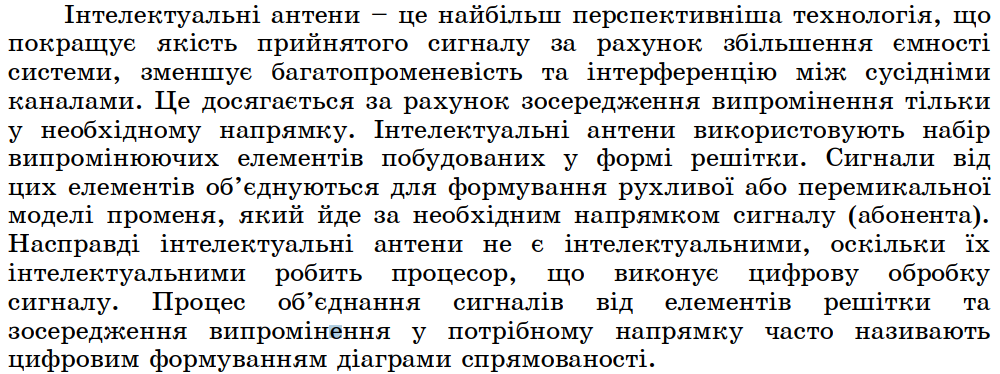 Інтелектуальні антени – це найбільш перспективніша технологія, що
покращує якість прийнятого сигналу за рахунок збільшення ємності
системи, зменшує багатопроменевість та інтерференцію між сусідніми
каналами. Це досягається за рахунок зосередження випромінення тільки
у необхідному напрямку. Інтелектуальні антени використовують набір
випромінюючих елементів побудованих у формі решітки. Сигнали від
цих елементів об’єднуються для формування рухливої або перемикальної
моделі променя, який йде за необхідним напрямком сигналу (абонента).
Насправді інтелектуальні антени не є інтелектуальними, оскільки їх
інтелектуальними робить процесор, що виконує цифрову обробку
сигналу. Процес об’єднання сигналів від елементів решітки та
зосередження випромінення у потрібному напрямку часто називають
цифровим формуванням діаграми спрямованості.